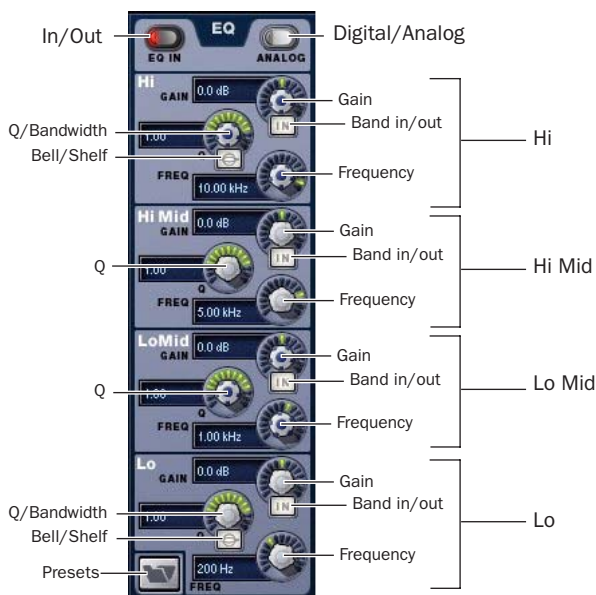 In/Out
EQ
Digital/Analog
EQ IN
ANALOG
Hi
GAIN
0.0 dB
Gain
Q/Bandwidth
1.00
IN
Band in/out
Hi
Bell/Shelf
Q
FREQ
10.00 kHz
Frequency
Hi Mid
GAIN
0.0 dB
Gain
IN
Band in/out
Q
1.00
Hi Mid
Q
FREQ
5.00 kHz
Frequency
LoMid
GAIN
0.0 dB
Gain
IN
Band in/out
Q
1.00
Lo Mid
Q
FREQ
1.00 kHz
Frequency
Lo
GAIN
0.0 dB
Gain
Q/Bandwidth
1.00
IN
Band in/out
Lo
Bell/Shelf
Q
Frequency
Presets
200 Hz
FREQ